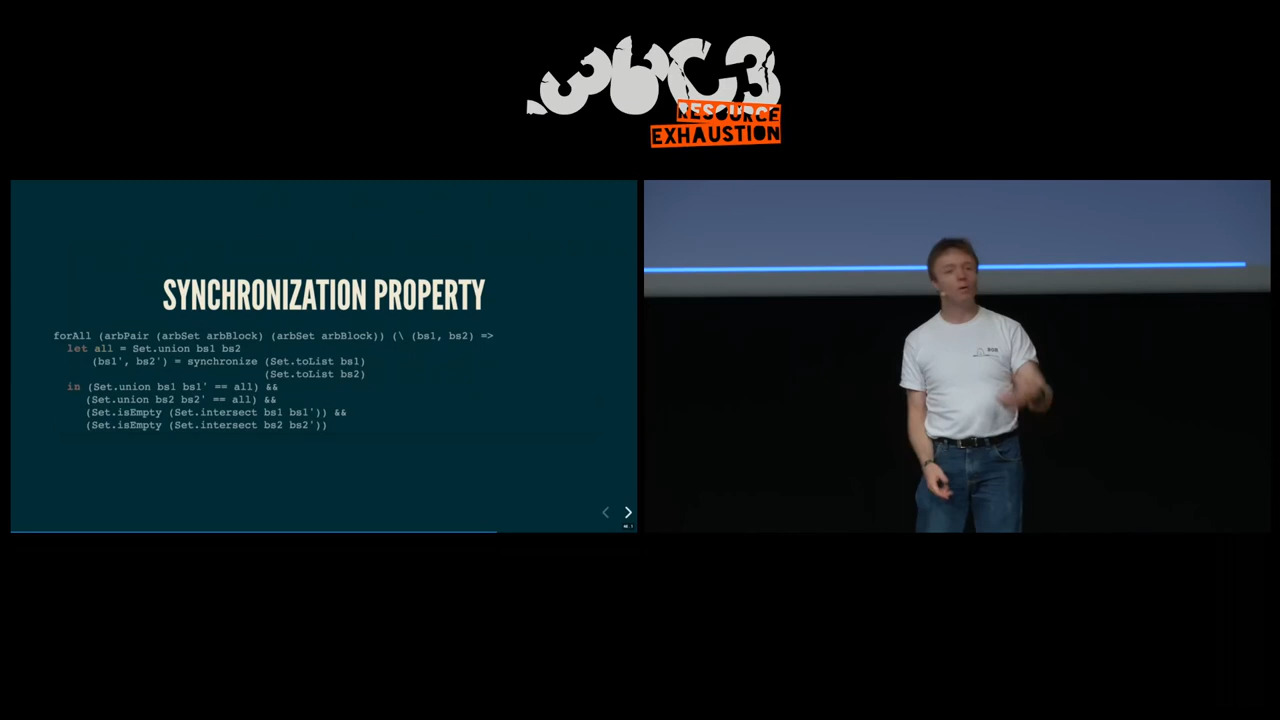 36C3
RESOURCE
EXHAUSTION
SYNCHRONIZATION PROPERTY
forAll (arbPair (arbSet arbBlock) (arbSet arbBlock)) (\ (bs1, bs2) =>
let all = Set.union bs1 bs2
(bs1', bs2') = synchronize (Set.toList bs1)
(Set.toList bs2)
in (Set.union bs1 bs1' == all) &&
(Set.union bs2 bs2' == all) &&
(Set.isEmpty (Set.intersect bs1 bs1')) &&
(Set.isEmpty (Set.intersect bs2 bs2'))